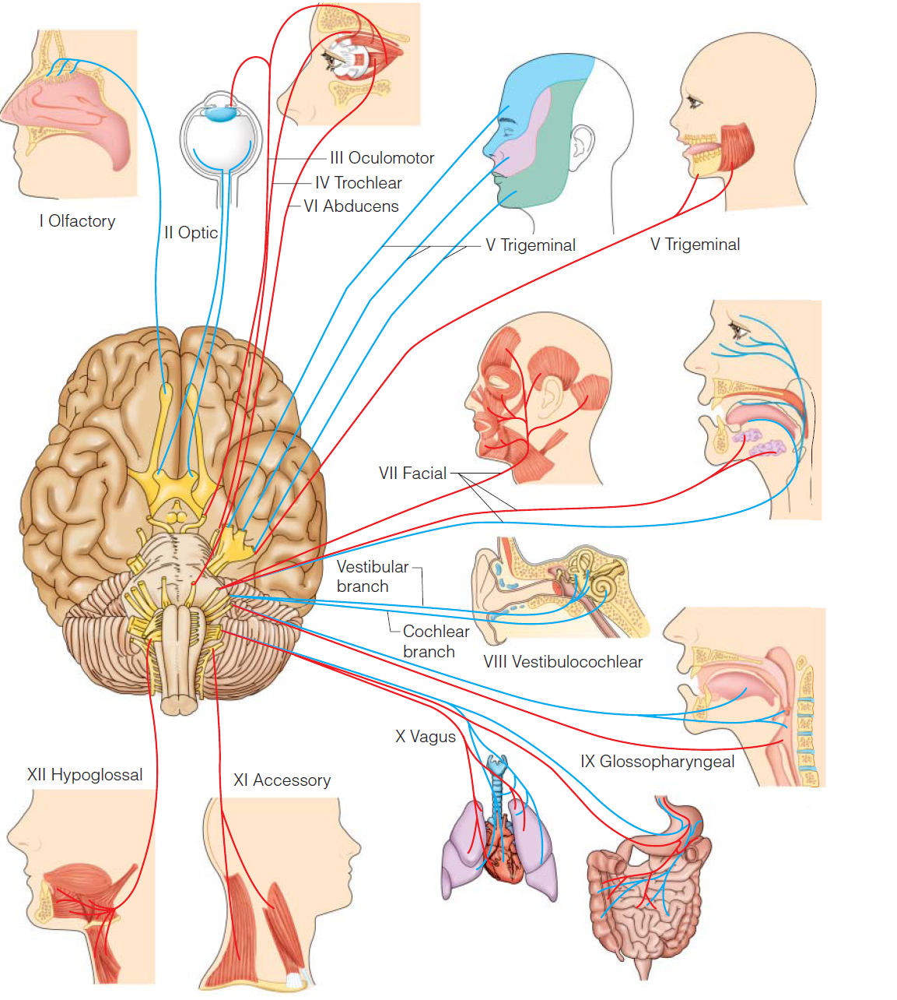 III Oculomotor
IV Trochlear
VI Abducens
I Olfactory
II Optic
V Trigeminal
V Trigeminal
VII Facial
Vestibular
branch
Cochlear
branch
VIII Vestibulocochlear
X Vagus
IX Glossopharyngeal
XII Hypoglossal
XI Accessory